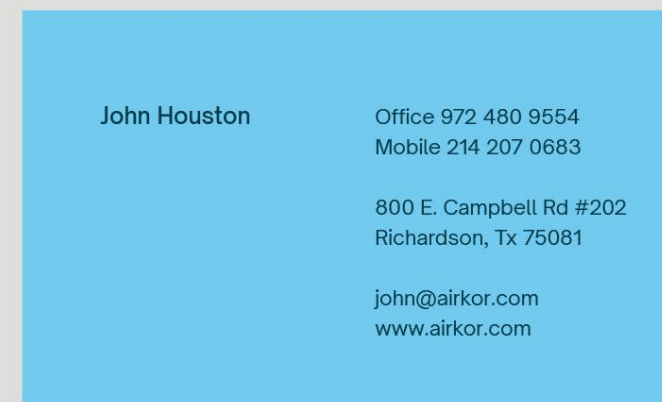 John Houston
Office 972 480 9554
Mobile 214 207 0683
800 E. Campbell Rd #202
Richardson, Tx 75081
john@airkor.com
www.airkor.com